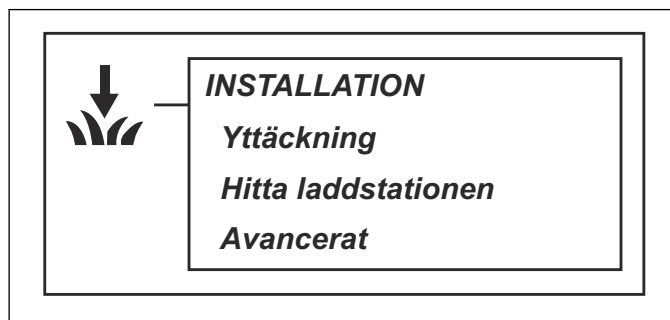 INSTALLATION
Yttäckning
Hitta laddstationen
Avancerat